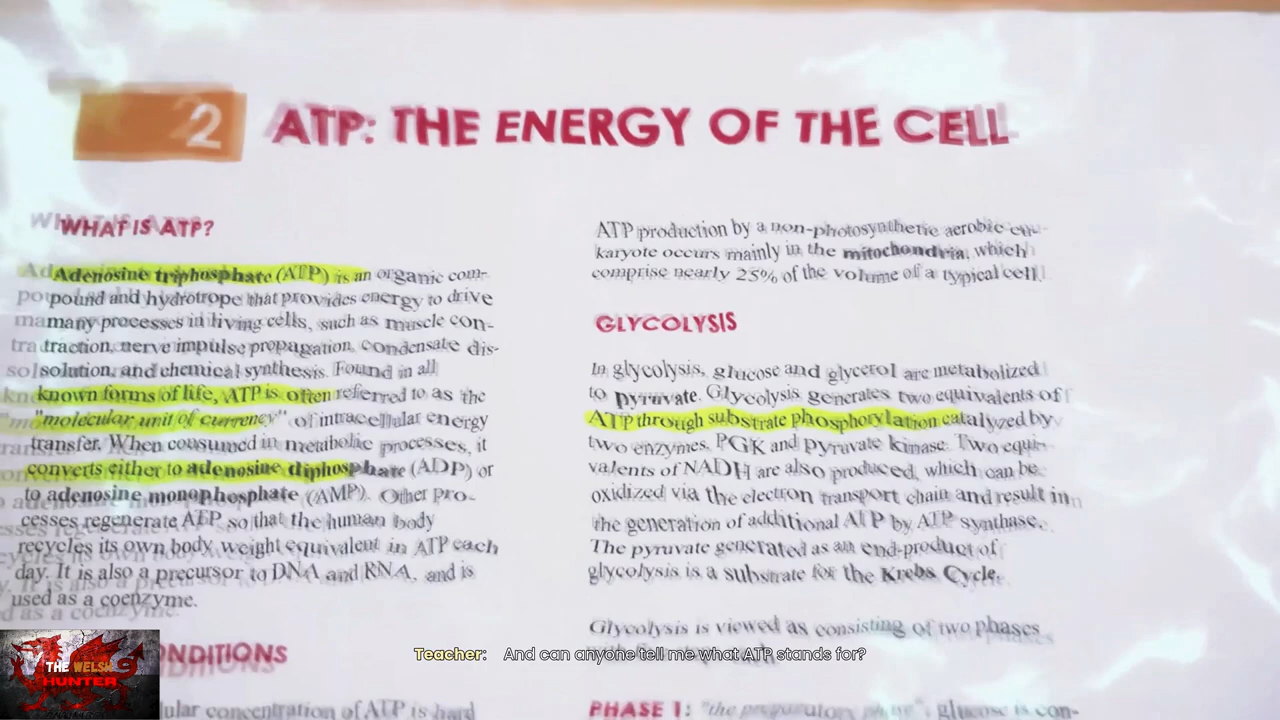 2
ATP: THE ENERGY OF THE CELL
WHAT IS ATP?
Adenosine triphosphate (ATP) is an organic com-
pound and hydrotrope that provides energy to drive
many processes in living cells, such as muscle con-
traction, nerve impulse propagation, condensate dis-
solution, and chemical synthesis. Found in all
known forms of life, ATP is often referred to as the
"molecular unit of currency" of intracellular energy
transfer. When consumed in metabolic processes, it
converts either to adenosine diphosphate (ADP) or
to adenosine monophosphate (AMP). Other pro-
cesses regenerate ATP so that the human body
recycles its own body weight equivalent in ATP each
day. It is also a precursor to DNA and RNA, and is
used as a coenzyme.
ONDITIONS
lular concentration of ATP is hard
ATP production by a non-photosynthetic aerobic eu-
karyote occurs mainly in the mitochondria, which
comprise nearly 25% of the volume of a typical cell.
GLYCOLYSIS
In glycolysis, glucose and glycerol are metabolized
to pyruvate. Glycolysis generates two equivalents of
ATP through substrate phosphorylation catalyzed by
two enzymes, PGK and pyruvate kinase. Two equi-
valents of NADH are also produced, which can be
oxidized via the electron transport chain and result in
the generation of additional ATP by ATP synthase.
The pyruvate generated as an end-product of
glycolysis is a substrate for the Krebs Cycle.
Glycolysis is viewed as consisting of two phases
PHASE 1: "the preparatory phase", glucose is con-
Teacher: And can anyone tell me what ATP stands for?
THE WELSH
HUNTER